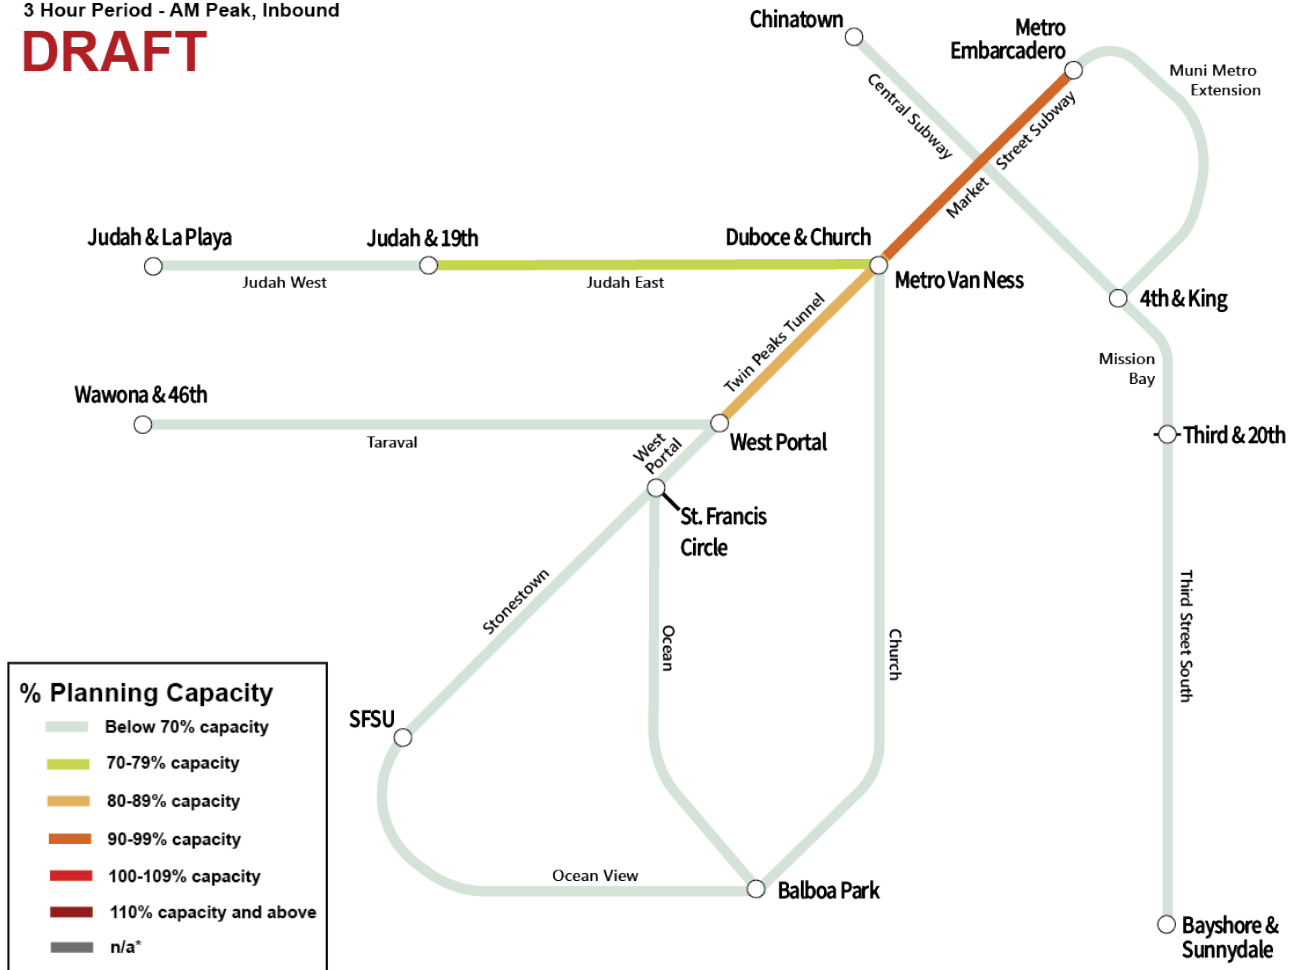 3 Hour Period - AM Peak, Inbound
DRAFT
Chinatown
Metro
Embarcadero
Muni Metro
Extension
Central Subway
Market Street Subway
Judah & La Playa
Judah & 19th
Duboce & Church
Judah West
Judah East
Metro Van Ness
4th & King
Twin Peaks Tunnel
Mission
Bay
Wawona & 46th
Taraval
West
Portal
West Portal
Third & 20th
St. Francis
Circle
Stonestown
Ocean
Church
Third Street South
SFSU
Ocean View
Balboa Park
Bayshore &
Sunnydale
% Planning Capacity
Below 70% capacity
70-79% capacity
80-89% capacity
90-99% capacity
100-109% capacity
110% capacity and above
n/a*